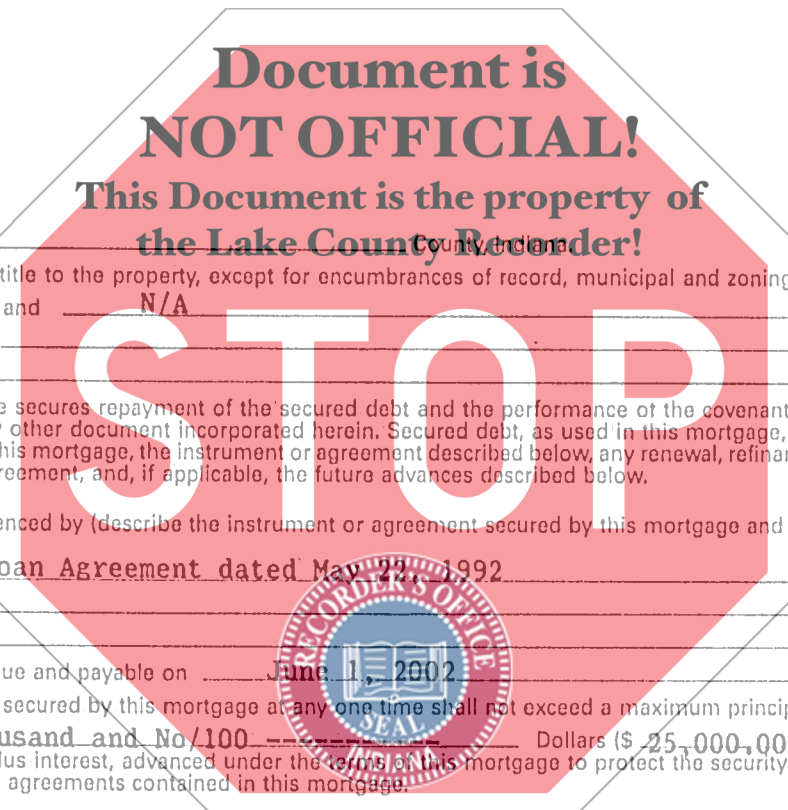 Document is
NOT OFFICIAL!
This Document is the property of
the Lake County Recorder!
County, Indiana,
title to the property, except for encumbrances of record, municipal and zoning
and N/A
STOP
e secures repayment of the secured debt and the performance of the covenant
other document incorporated herein. Secured debt, as used in this mortgage,
his mortgage, the instrument or agreement described below, any renewal, refinan
reement, and, if applicable, the future advances described below.
enced by (describe the instrument or agreement secured by this mortgage and
oan Agreement dated May 22, 1992
RECORDER'S OFFICE
ue and payable on June 1, 2002
SEAL
INDIANA
secured by this mortgage at any one time shall not exceed a maximum princip
usand and No/100 ------------- Dollars ($ 25,000,00
lus interest, advanced under the terms of this mortgage to protect the security
agreements contained in this mortgage.